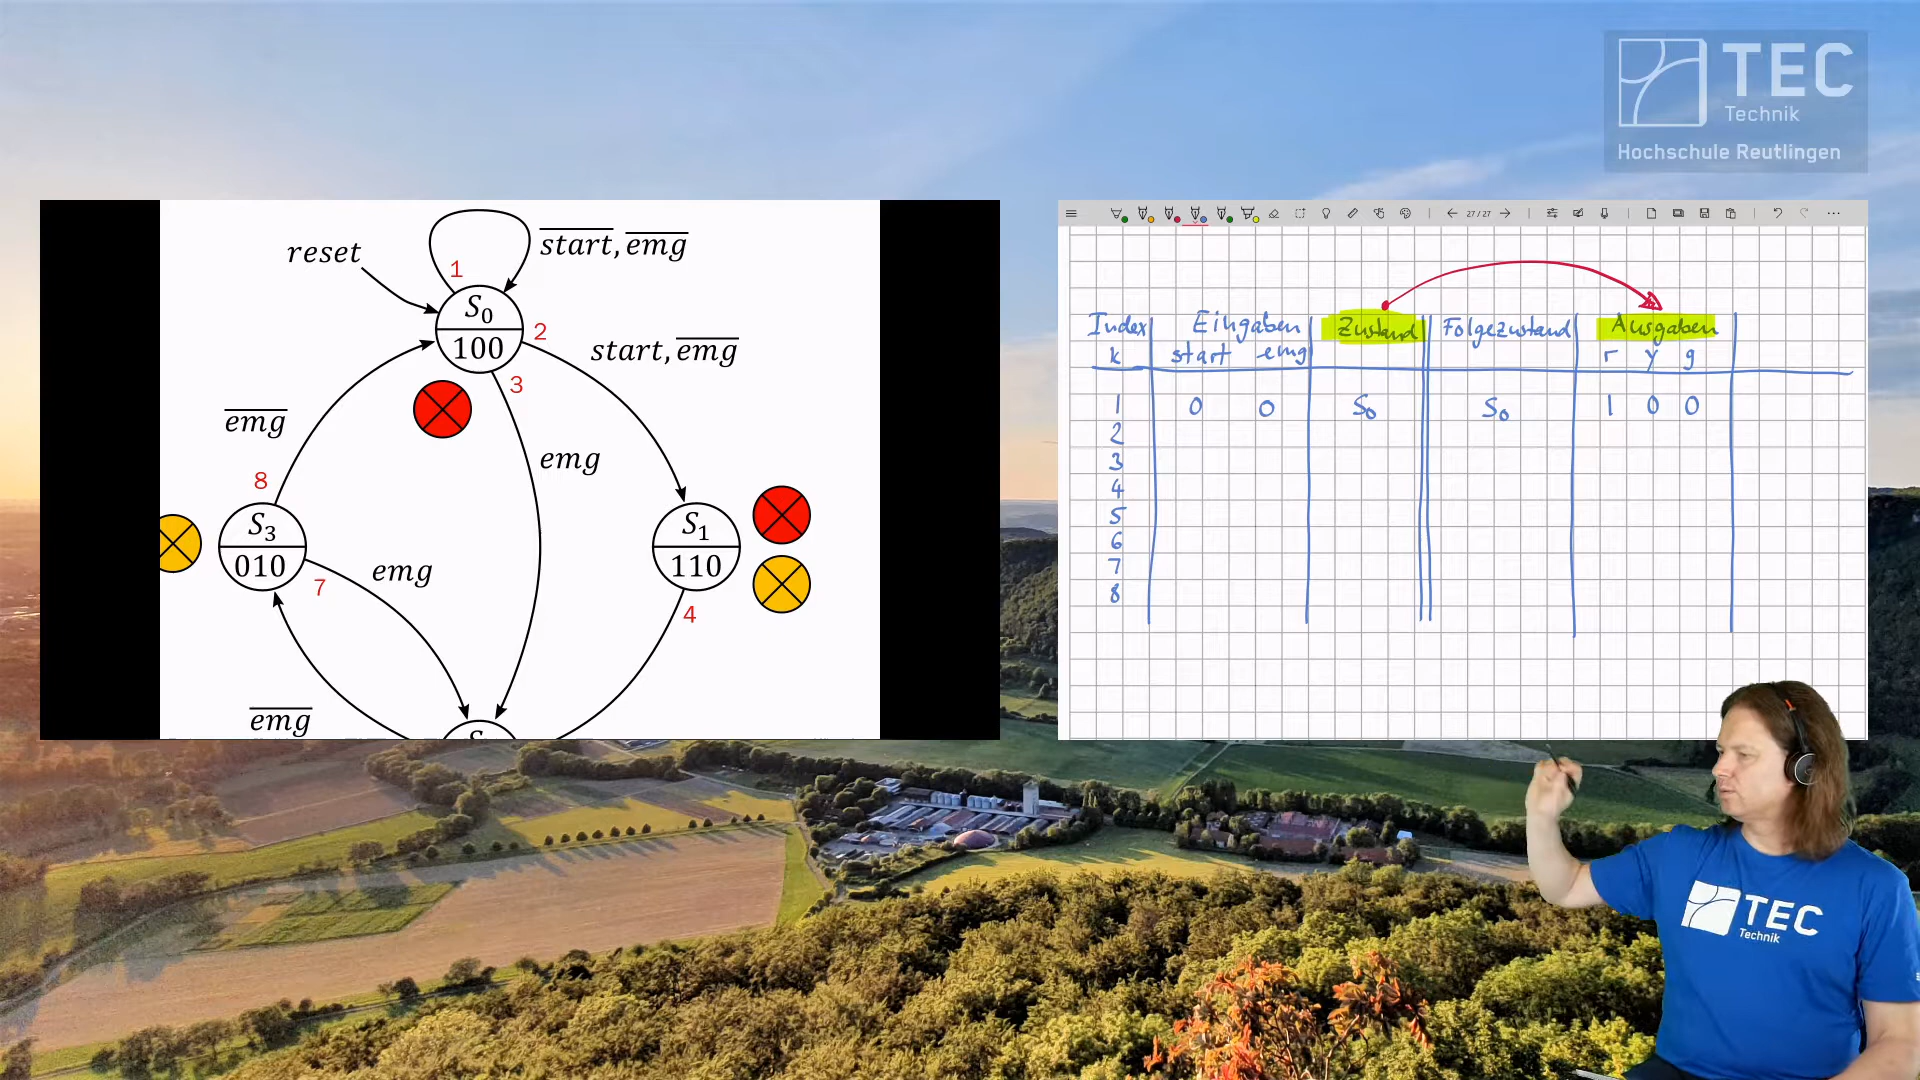 TEC
Technik
Hochschule Reutlingen
reset
1
start, emg
S0
100
2
start, emg
3
emg
emg
8
S3
010
7
emg
S1
110
4
emg
S
27/27
Index Eingaben Zustand Folgezustand Ausgaben
k start emg r y g
1 0 0 S0 S0 1 0 0
2
3
4
5
6
7
8
TEC
Technik